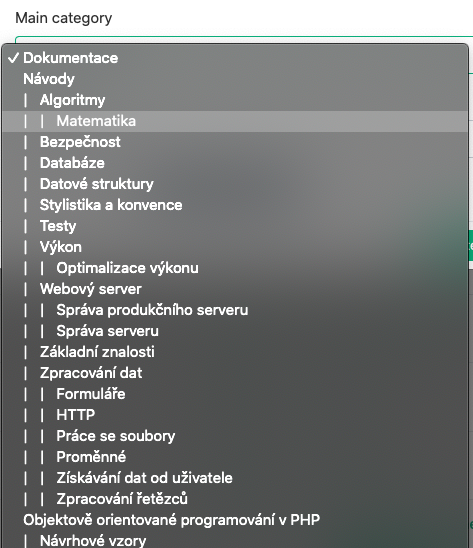 Main category
✓ Dokumentace
Návody
| Algoritmy
| | Matematika
| Bezpečnost
| Databáze
| Datové struktury
| Stylistika a konvence
| Testy
| Výkon
| | Optimalizace výkonu
| Webový server
| | Správa produkčního serveru
| | Správa serveru
| Základní znalosti
| Zpracování dat
| | Formuláře
| | HTTP
| | Práce se soubory
| | Proměnné
| | Získávání dat od uživatele
| | Zpracování řetězců
Objektově orientované programování v PHP
| Návrhové vzory